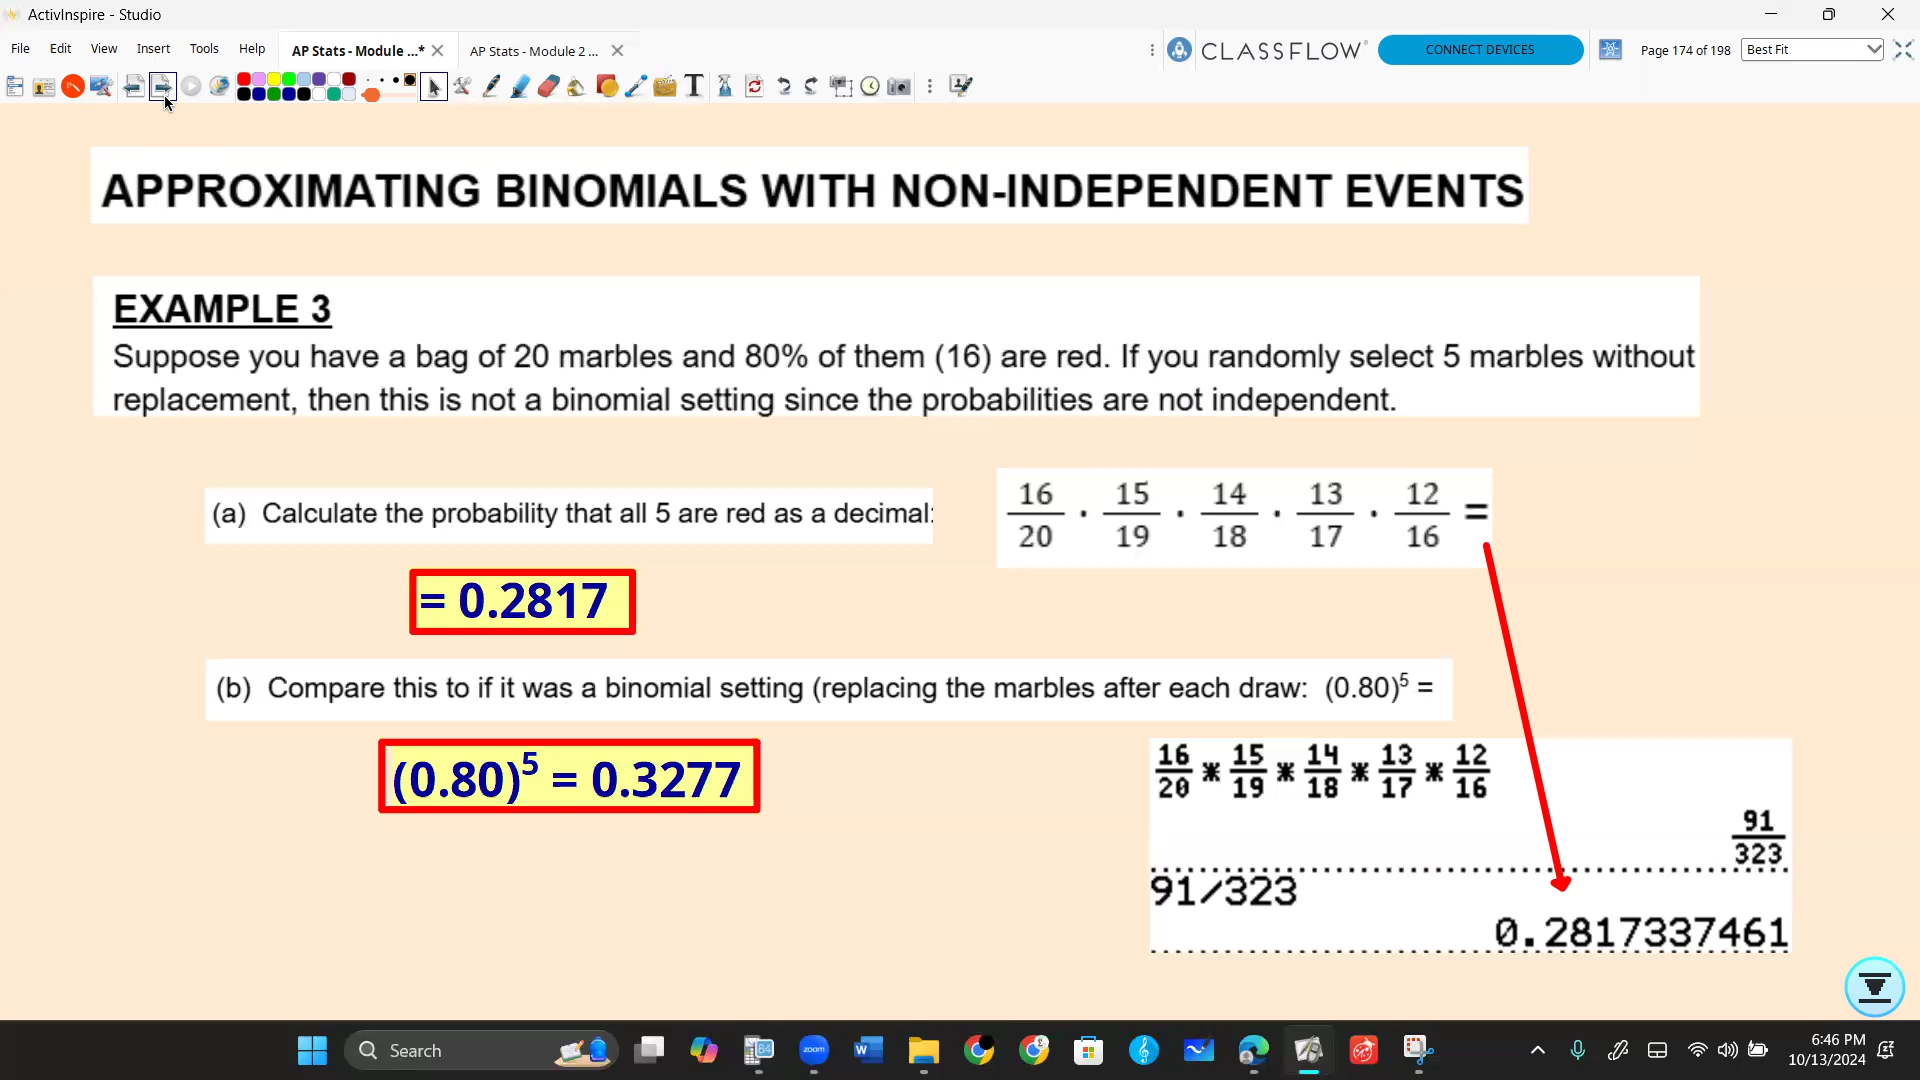 ActivInspire - Studio
File Edit View Insert Tools Help
AP Stats - Module ...*
AP Stats - Module 2 ...
CLASSFLOW
CONNECT DEVICES
Page 174 of 198
Best Fit
APPROXIMATING BINOMIALS WITH NON-INDEPENDENT EVENTS
EXAMPLE 3
Suppose you have a bag of 20 marbles and 80% of them (16) are red. If you randomly select 5 marbles without
replacement, then this is not a binomial setting since the probabilities are not independent.
(a) Calculate the probability that all 5 are red as a decimal:
16/20 · 15/19 · 14/18 · 13/17 · 12/16 =
= 0.2817
(b) Compare this to if it was a binomial setting (replacing the marbles after each draw: (0.80)⁵ =
(0.80)⁵ = 0.3277
16/20 * 15/19 * 14/18 * 13/17 * 12/16
91/323
91/323
0.2817337461
Search
84
zoom
6:46 PM
10/13/2024